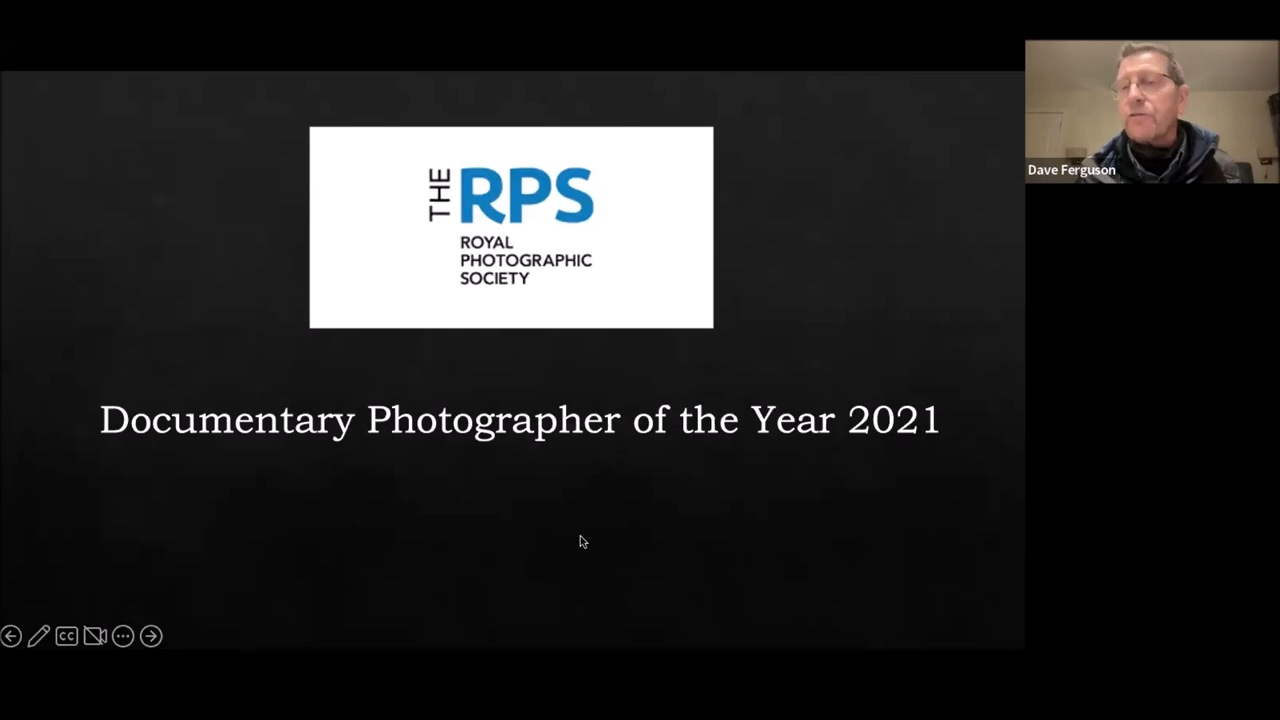 THE RPS
ROYAL
PHOTOGRAPHIC
SOCIETY
Documentary Photographer of the Year 2021
Dave Ferguson
CC